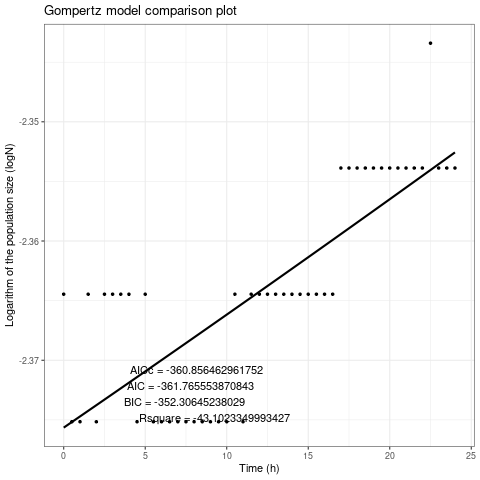 Gompertz model comparison plot
Logarithm of the population size (logN)
-2.35
-2.36
-2.37
AICc = -360.856462961752
AIC = -361.765553870843
BIC = -352.30645238029
Rsquare = -43.1023349993427
0 5 10 15 20 25
Time (h)